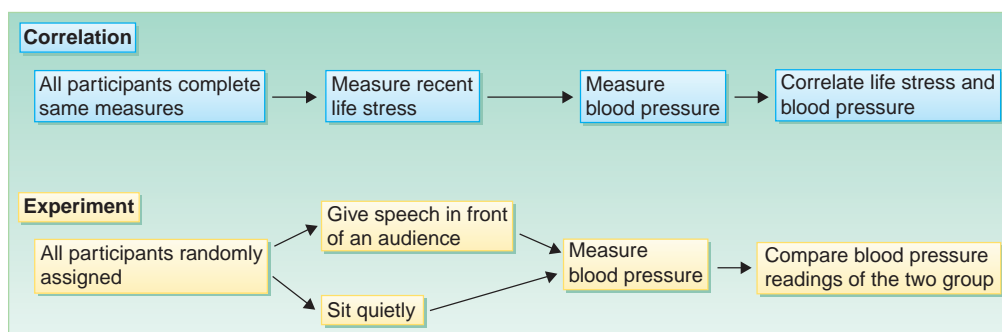 Correlation
All participants complete
same measures
Measure recent
life stress
Measure
blood pressure
Correlate life stress and
blood pressure
Experiment
All participants randomly
assigned
Give speech in front
of an audience
Sit quietly
Measure
blood pressure
Compare blood pressure
readings of the two group